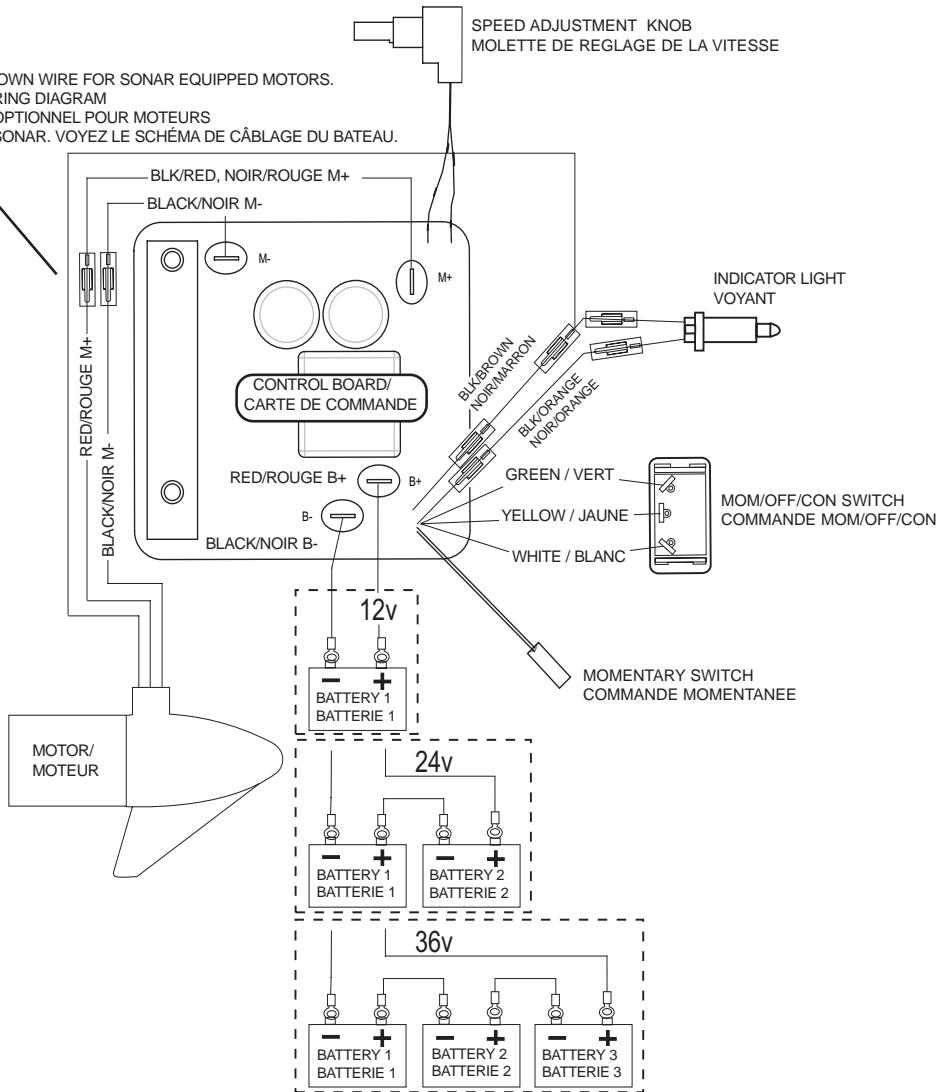 SPEED ADJUSTMENT KNOB
MOLETTE DE REGLAGE DE LA VITESSE
OWN WIRE FOR SONAR EQUIPPED MOTORS.
RING DIAGRAM
OPTIONNEL POUR MOTEURS
SONAR. VOYEZ LE SCHÉMA DE CÂBLAGE DU BATEAU.
BLK/RED, NOIR/ROUGE M+
BLACK/NOIR M-
M-
M+
INDICATOR LIGHT
VOYANT
RED/ROUGE M+
BLACK/NOIR M-
CONTROL BOARD/
CARTE DE COMMANDE
BLK/BROWN
NOIR/MARRON
BLK/ORANGE
NOIR/ORANGE
RED/ROUGE B+
B+
B-
BLACK/NOIR B-
GREEN / VERT
YELLOW / JAUNE
WHITE / BLANC
MOM/OFF/CON SWITCH
COMMANDE MOM/OFF/CON
12v
BATTERY 1
BATTERIE 1
MOMENTARY SWITCH
COMMANDE MOMENTANEE
MOTOR/
MOTEUR
24v
BATTERY 1
BATTERIE 1
BATTERY 2
BATTERIE 2
36v
BATTERY 1
BATTERIE 1
BATTERY 2
BATTERIE 2
BATTERY 3
BATTERIE 3